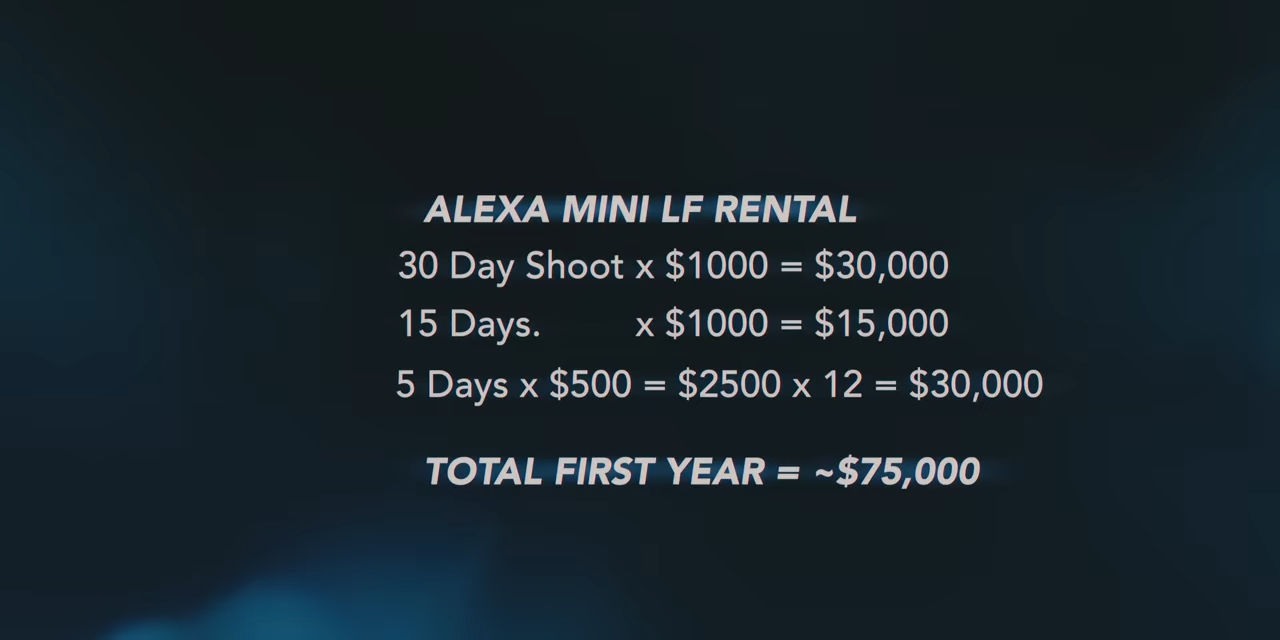 ALEXA MINI LF RENTAL
30 Day Shoot x $1000 = $30,000
15 Days. x $1000 = $15,000
5 Days x $500 = $2500 x 12 = $30,000
TOTAL FIRST YEAR = ~$75,000